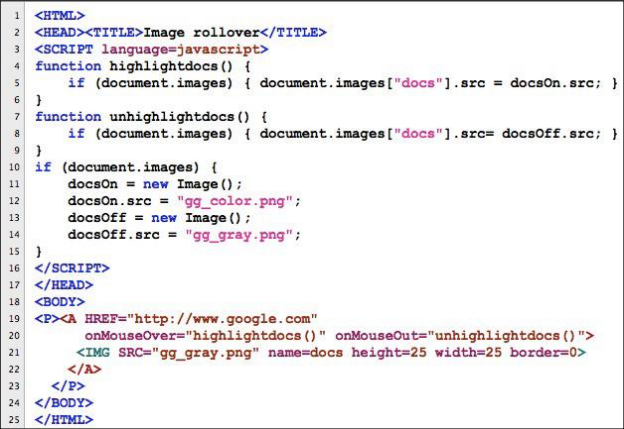 1 <HTML>
2 <HEAD><TITLE>Image rollover</TITLE>
3 <SCRIPT language=javascript>
4 function highlightdocs() {
5     if (document.images) { document.images["docs"].src = docsOn.src; }
6 }
7 function unhighlightdocs() {
8     if (document.images) { document.images["docs"].src= docsOff.src; }
9 }
10 if (document.images) {
11     docsOn = new Image();
12     docsOn.src = "gg_color.png";
13     docsOff = new Image();
14     docsOff.src = "gg_gray.png";
15 }
16 </SCRIPT>
17 </HEAD>
18 <BODY>
19 <P><A HREF="http://www.google.com"
20       onMouseOver="highlightdocs()" onMouseOut="unhighlightdocs()">
21      <IMG SRC="gg_gray.png" name=docs height=25 width=25 border=0>
22     </A>
23   </P>
24 </BODY>
25 </HTML>